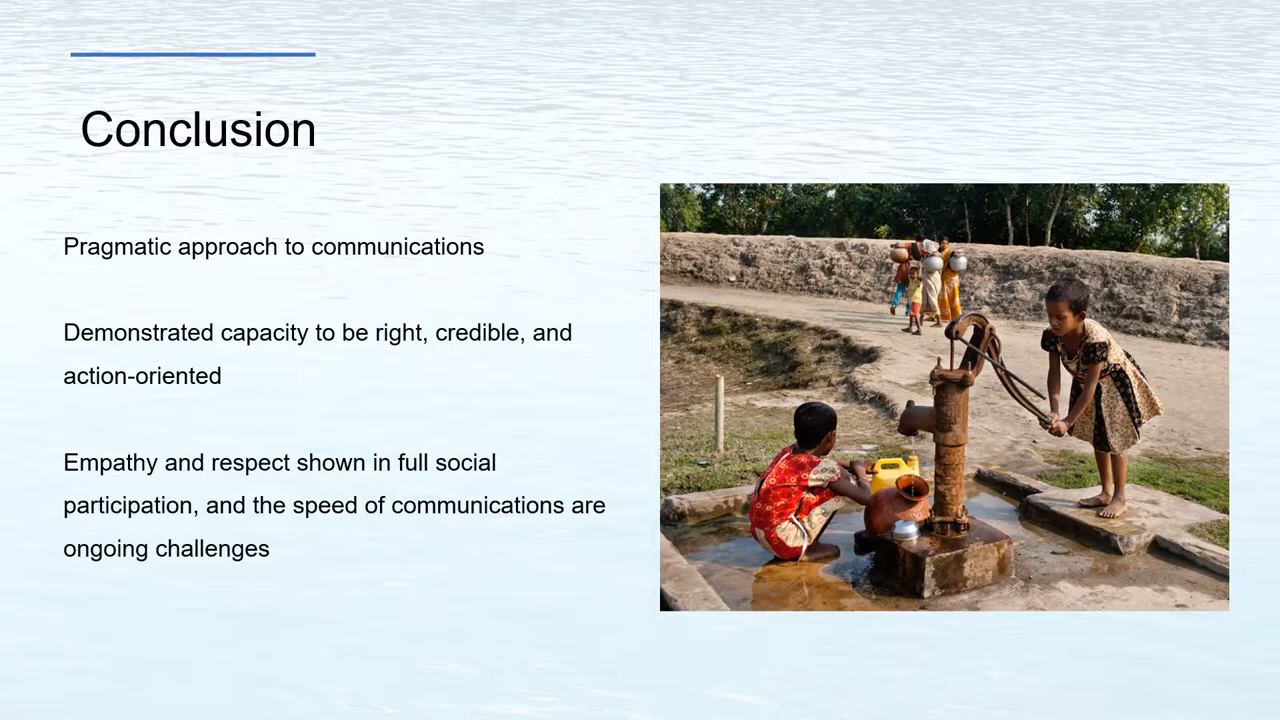 Conclusion
Pragmatic approach to communications
Demonstrated capacity to be right, credible, and
action-oriented
Empathy and respect shown in full social
participation, and the speed of communications are
ongoing challenges